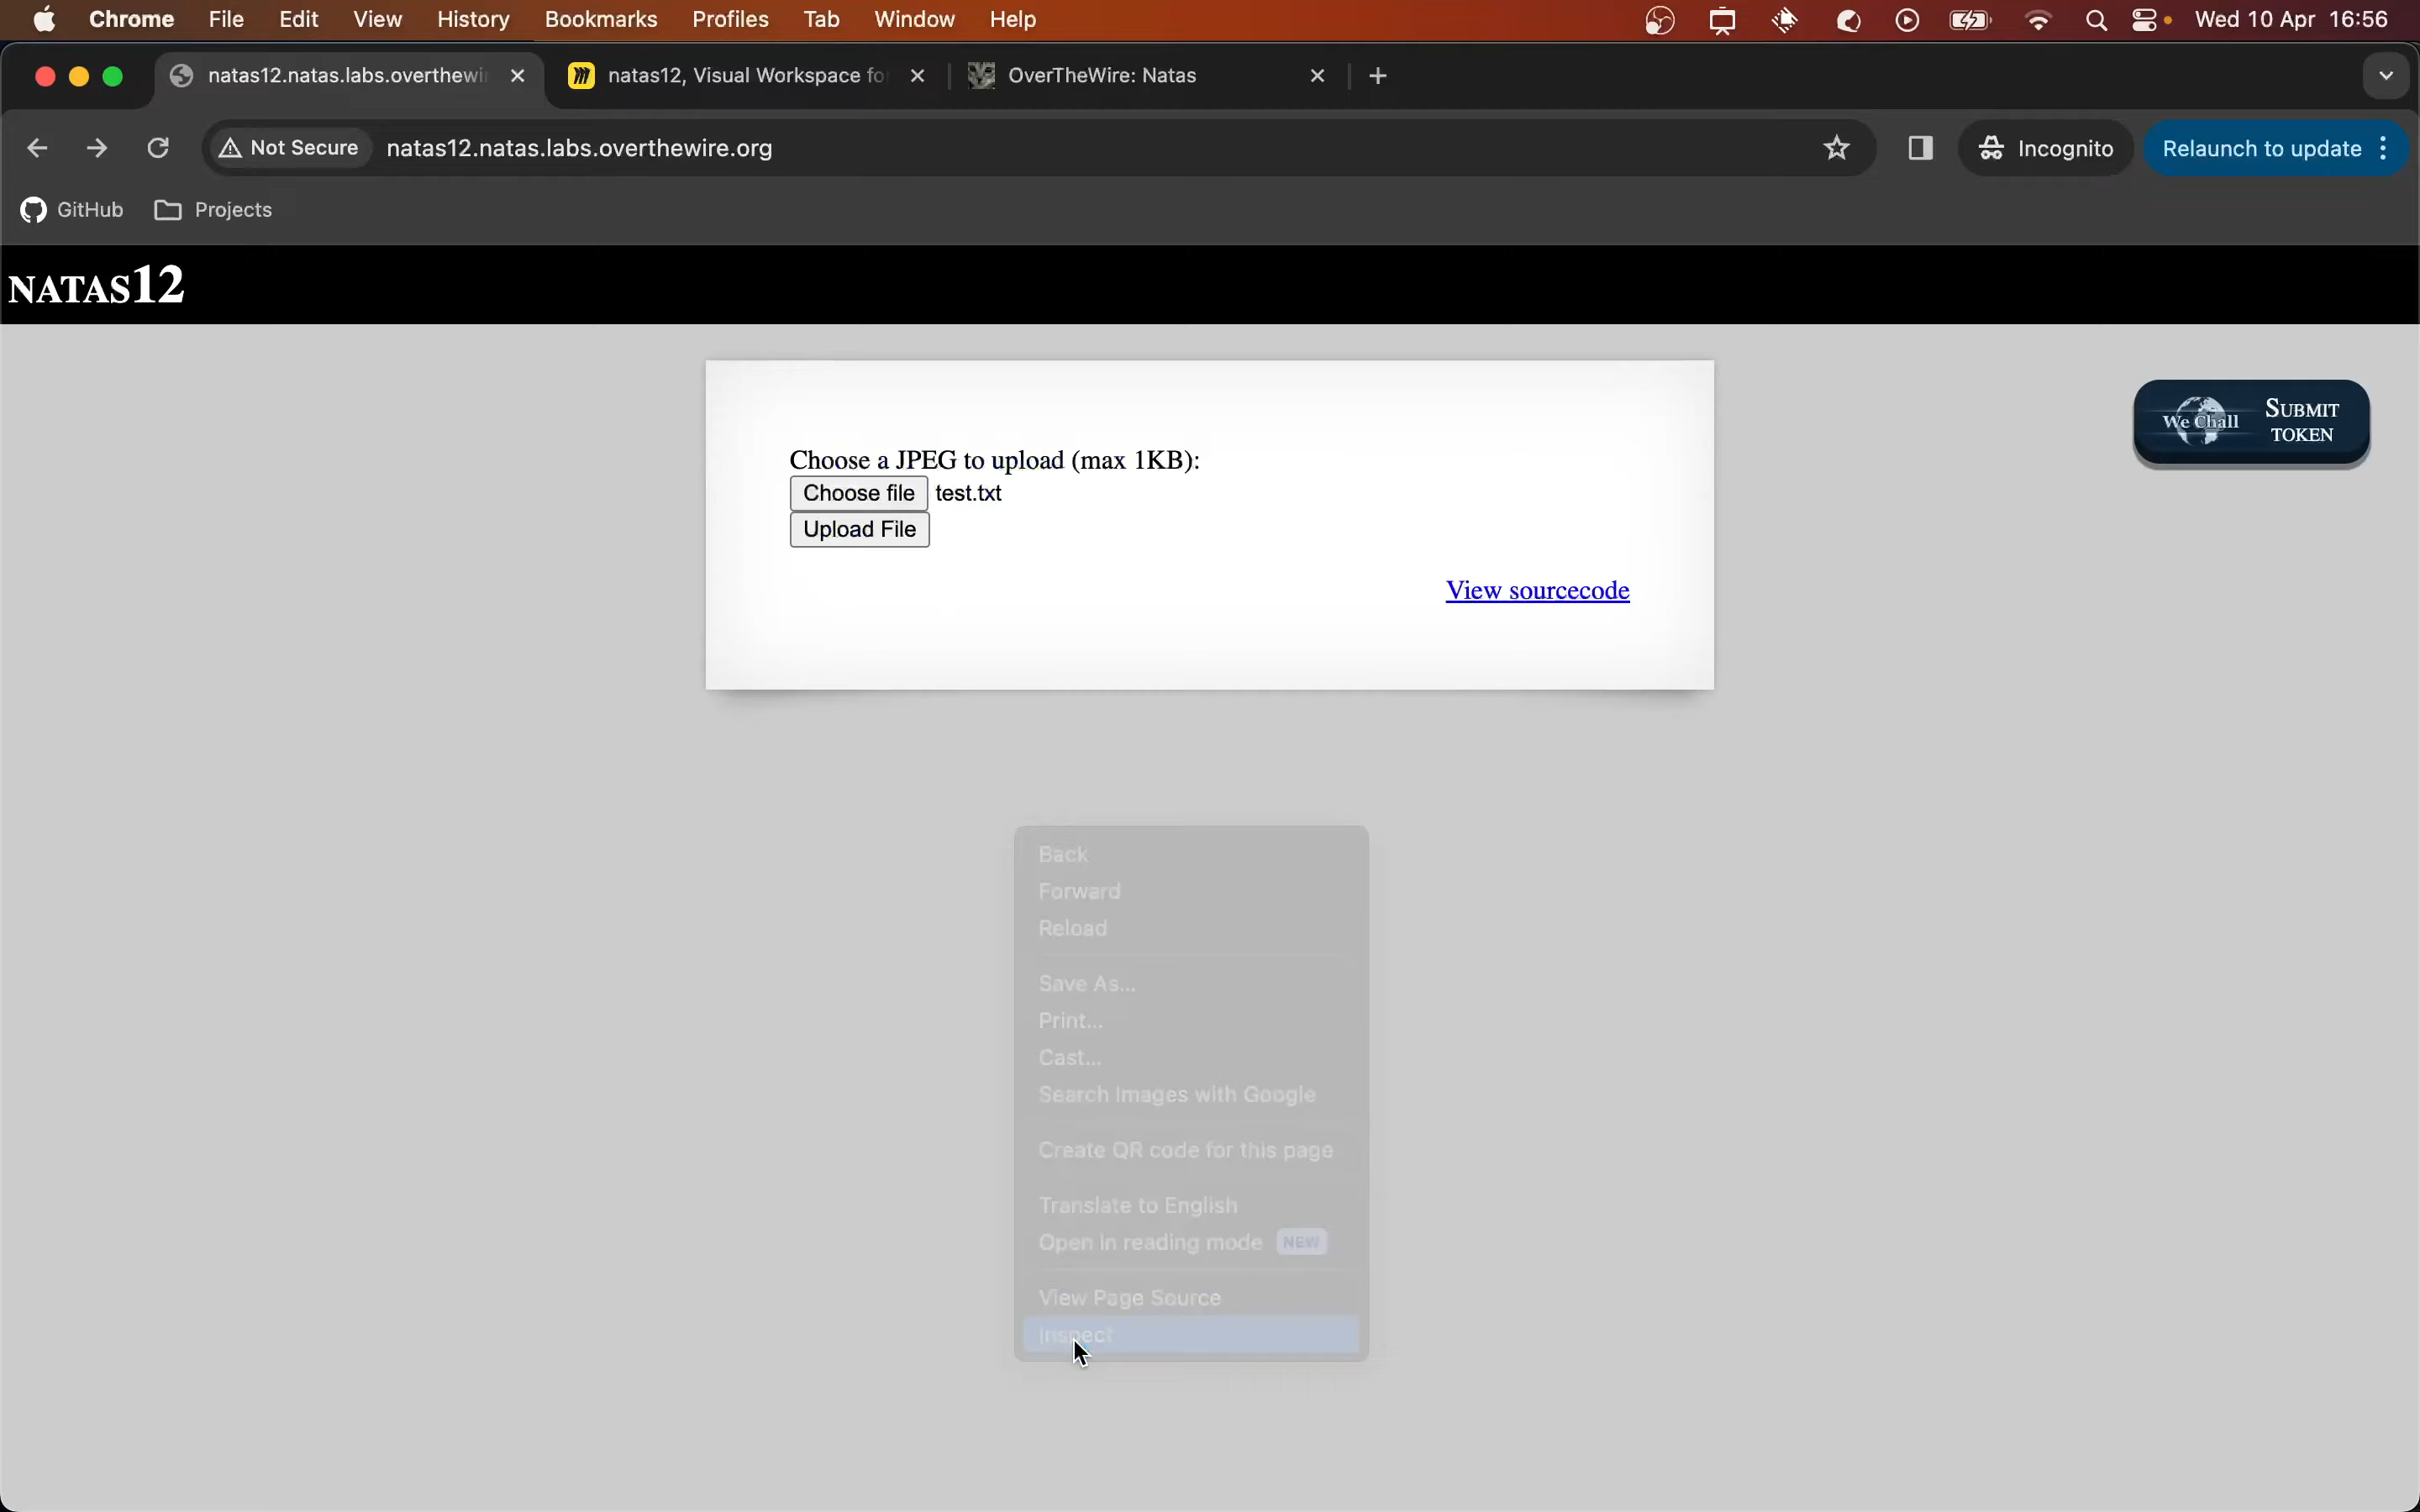 Chrome File Edit View History Bookmarks Profiles Tab Window Help Wed 10 Apr 16:56
natas12.natas.labs.overthewi natas12, Visual Workspace fo OverTheWire: Natas
Not Secure natas12.natas.labs.overthewire.org Incognito Relaunch to update
GitHub Projects
NATAS12
Choose a JPEG to upload (max 1KB):
Choose file test.txt
Upload File
View sourcecode
We Chall SUBMIT TOKEN
Back
Forward
Reload
Save As...
Print...
Cast...
Search Images with Google
Create QR code for this page
Translate to English
Open in reading mode NEW
View Page Source
Inspect